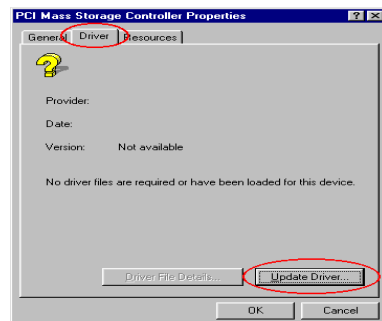 PCI Mass Storage Controller Properties
General Driver Resources
Provider:
Date:
Version: Not available
No driver files are required or have been loaded for this device.
Driver File Details... Update Driver...
OK Cancel